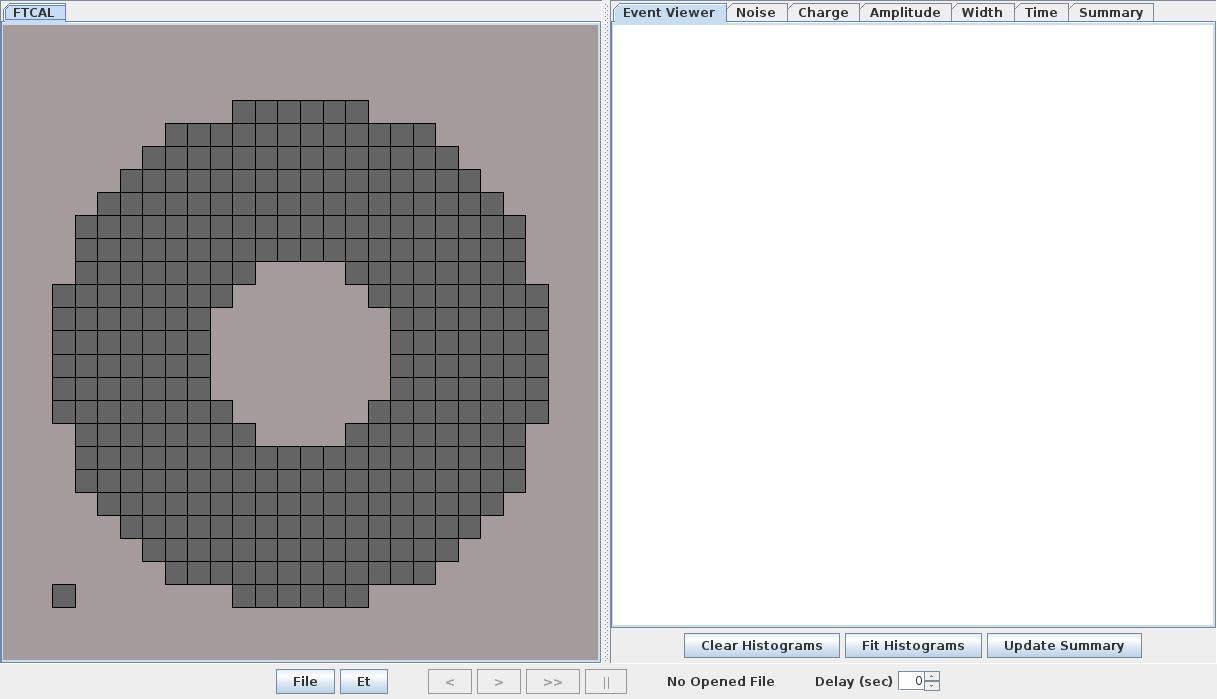 FTCAL
Event Viewer Noise Charge Amplitude Width Time Summary
Clear Histograms Fit Histograms Update Summary
File Et < > >> || No Opened File Delay (sec) 0